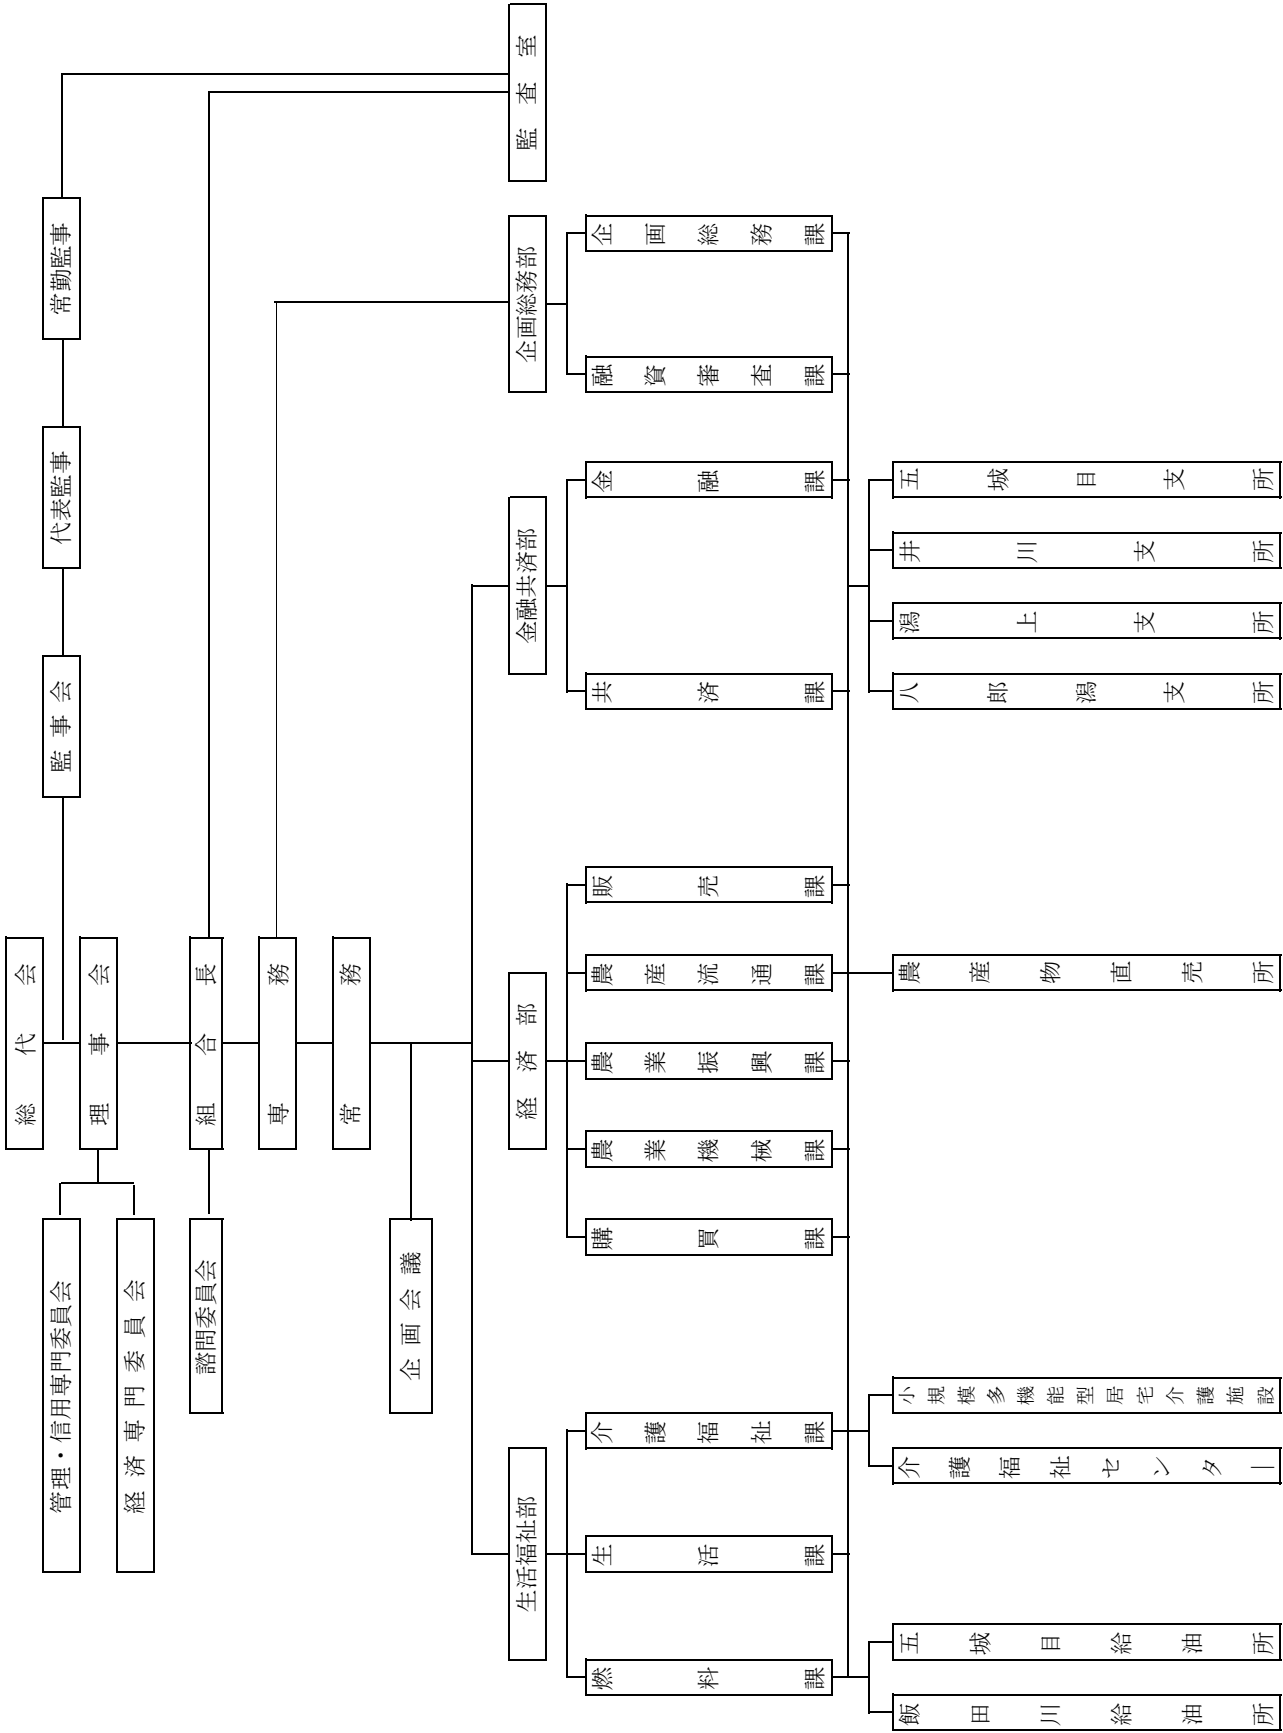 総代会
理事会
監事会
代表監事
常勤監事
管理・信用専門委員会
経済専門委員会
組合長
諮問委員会
専務
常務
企画会議
監査室
企画総務部
金融共済部
経済部
生活福祉部
企画総務課
融資審査課
金融課
共済課
販売課
農産流通課
農業振興課
農業機械課
購買課
介護福祉課
生活課
燃料課
五城目支所
井川支所
潟上支所
八郎潟支所
農産物直売所
小規模多機能型居宅介護施設
介護福祉センター
五城目給油所
飯田川給油所